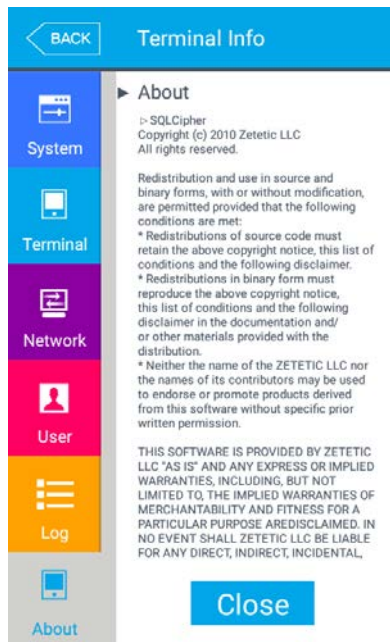 BACK
Terminal Info
System
Terminal
Network
User
Log
About
► About
▷ SQLCipher
Copyright (c) 2010 Zetetic LLC
All rights reserved.
Redistribution and use in source and
binary forms, with or without modification,
are permitted provided that the following
conditions are met:
* Redistributions of source code must
retain the above copyright notice, this list of
conditions and the following disclaimer.
* Redistributions in binary form must
reproduce the above copyright notice,
this list of conditions and the following
disclaimer in the documentation and/
or other materials provided with the
distribution.
* Neither the name of the ZETETIC LLC nor
the names of its contributors may be used
to endorse or promote products derived
from this software without specific prior
written permission.
THIS SOFTWARE IS PROVIDED BY ZETETIC
LLC "AS IS" AND ANY EXPRESS OR IMPLIED
WARRANTIES, INCLUDING, BUT NOT
LIMITED TO, THE IMPLIED WARRANTIES OF
MERCHANTABILITY AND FITNESS FOR A
PARTICULAR PURPOSE AREDISCLAIMED. IN
NO EVENT SHALL ZETETIC LLC BE LIABLE
FOR ANY DIRECT, INDIRECT, INCIDENTAL,
Close